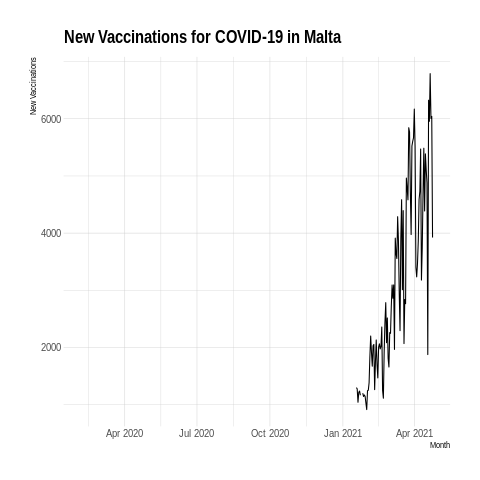 New Vaccinations for COVID-19 in Malta
New Vaccinations
6000
4000
2000
Apr 2020 Jul 2020 Oct 2020 Jan 2021 Apr 2021
Month